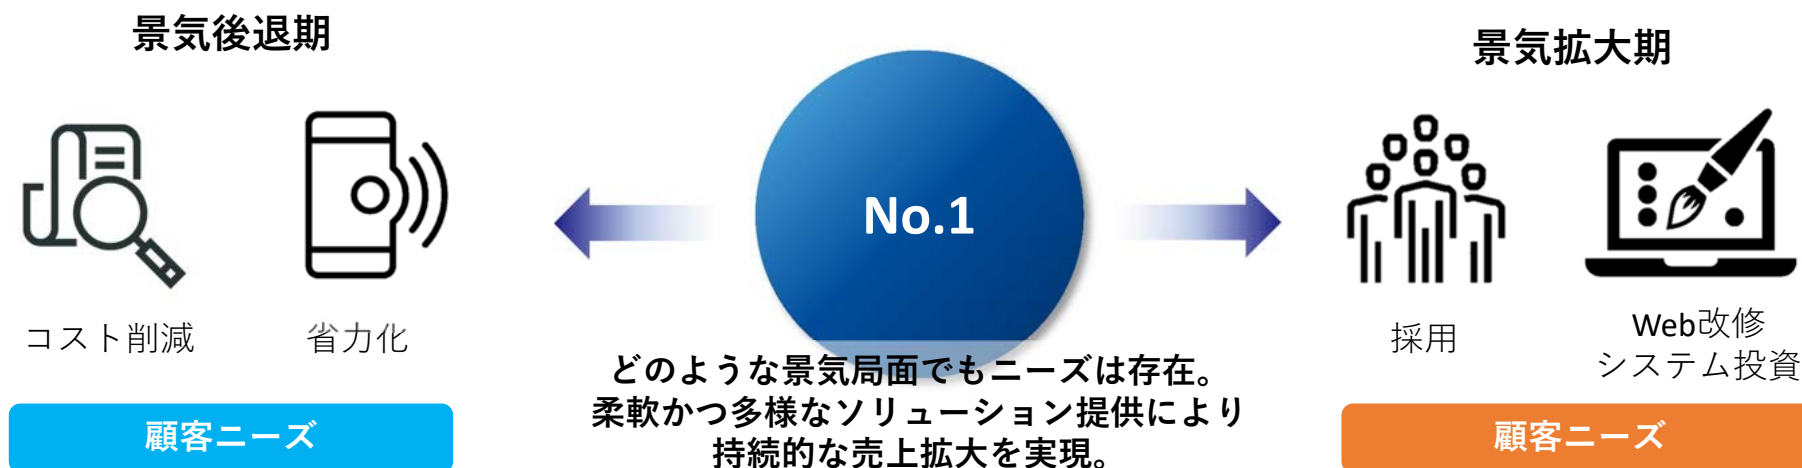 景気後退期
コスト削減
省力化
顧客ニーズ
No.1
どのような景気局面でもニーズは存在。
柔軟かつ多様なソリューション提供により
持続的な売上拡大を実現。
景気拡大期
採用
Web改修
システム投資
顧客ニーズ